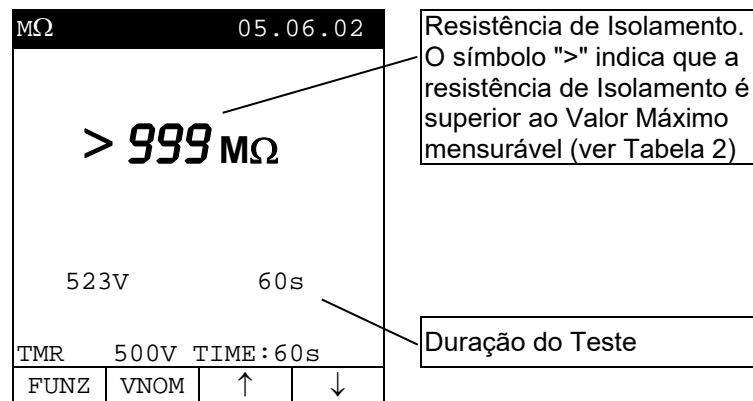 MΩ 05.06.02
> 999 MΩ
523V 60s
TMR 500V TIME:60s
FUNZ VNOM ↑ ↓
Resistência de Isolamento.
O símbolo ">" indica que a
resistência de Isolamento é
superior ao Valor Máximo
mensurável (ver Tabela 2)
Duração do Teste